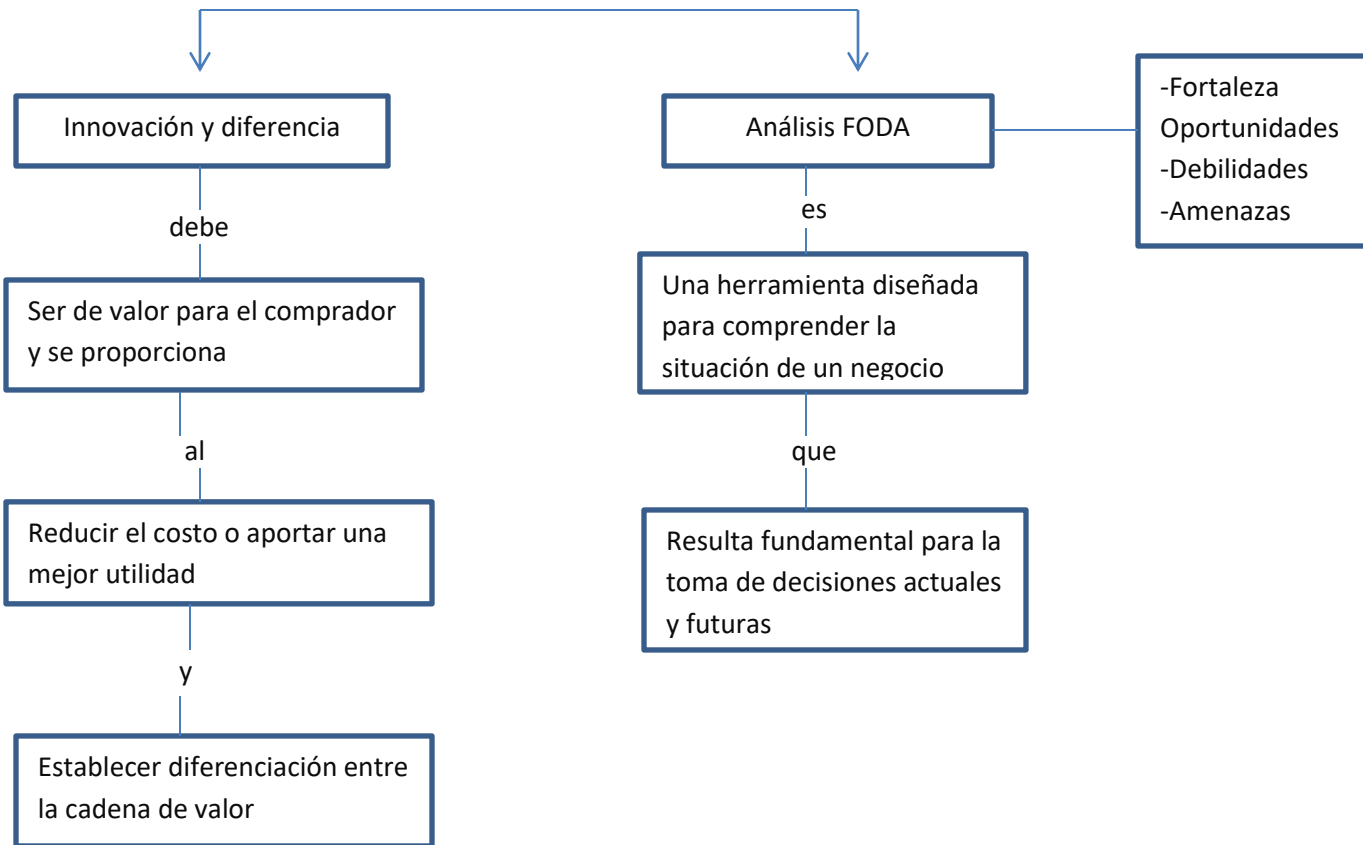 Innovación y diferencia
debe
Ser de valor para el comprador
y se proporciona
al
Reducir el costo o aportar una
mejor utilidad
y
Establecer diferenciación entre
la cadena de valor
Análisis FODA
-Fortaleza
Oportunidades
-Debilidades
-Amenazas
es
Una herramienta diseñada
para comprender la
situación de un negocio
que
Resulta fundamental para la
toma de decisiones actuales
y futuras